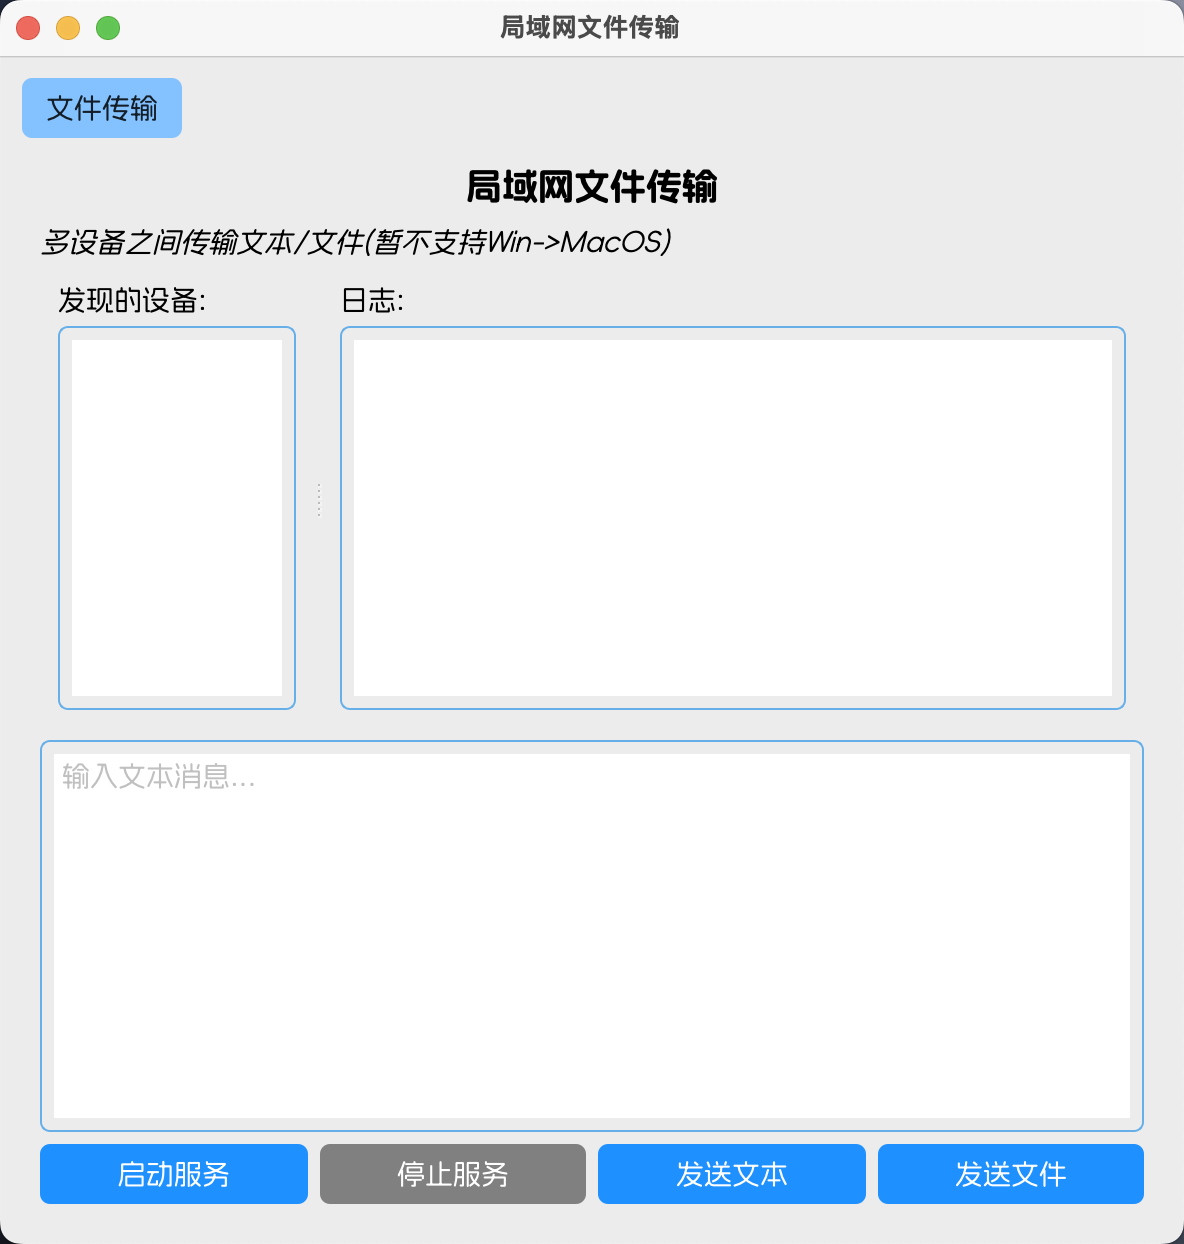 局域网文件传输
文件传输
局域网文件传输
多设备之间传输文本/文件(暂不支持Win->MacOS)
发现的设备:
日志:
输入文本消息...
启动服务
停止服务
发送文本
发送文件